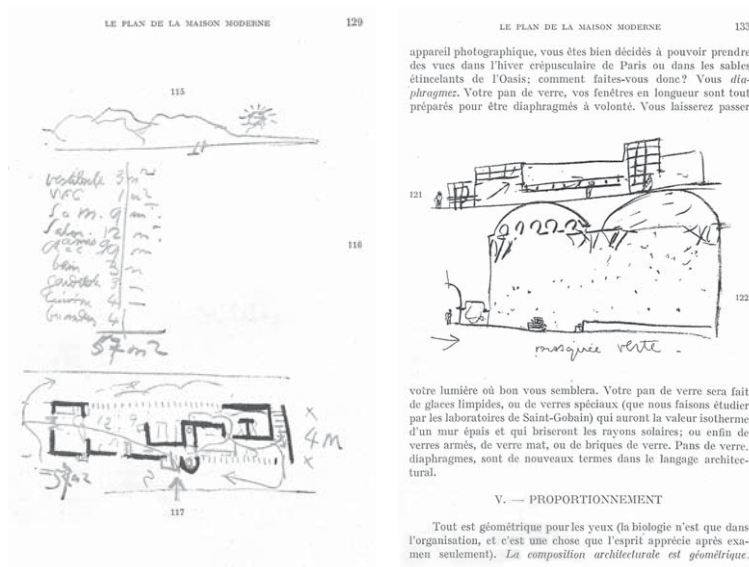 LE PLAN DE LA MAISON MODERNE 129
115
vestibule 3 m²
W C 1 m²
S a m. 9 m²
Salon. 12 m²
9 m
bain 3 m
garderobe 3
cuisine 4
4
57 m²
116
4 M
57 m2
117
LE PLAN DE LA MAISON MODERNE 133
appareil photographique, vous êtes bien décidés à pouvoir prendre
des vues dans l'hiver crépusculaire de Paris ou dans les sables
étincelants de l'Oasis; comment faites-vous donc? Vous dia-
phragmez. Votre pan de verre, vos fenêtres en longueur sont tout
préparés pour être diaphragmés à volonté. Vous laisserez passer
121
122
mosquée verte.
votre lumière où bon vous semblera. Votre pan de verre sera fait
de glaces limpides, ou de verres spéciaux (que nous faisons étudier
par les laboratoires de Saint-Gobain) qui auront la valeur isotherme
d'un mur épais et qui briseront les rayons solaires; ou enfin de
verres armés, de verre mat, ou de briques de verre. Pans de verre,
diaphragmes, sont de nouveaux termes dans le langage architec-
tural.
V. — PROPORTIONNEMENT
Tout est géométrique pour les yeux (la biologie n'est que dans
l'organisation, et c'est une chose que l'esprit apprécie après exa-
men seulement). La composition architecturale est géométrique.